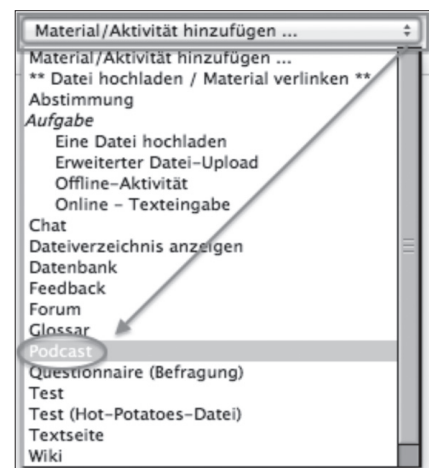 Material/Aktivität hinzufügen ...
Material/Aktivität hinzufügen ...
** Datei hochladen / Material verlinken **
Abstimmung
Aufgabe
Eine Datei hochladen
Erweiterter Datei-Upload
Offline-Aktivität
Online - Texteingabe
Chat
Dateiverzeichnis anzeigen
Datenbank
Feedback
Forum
Glossar
Podcast
Questionnaire (Befragung)
Test
Test (Hot-Potatoes-Datei)
Textseite
Wiki